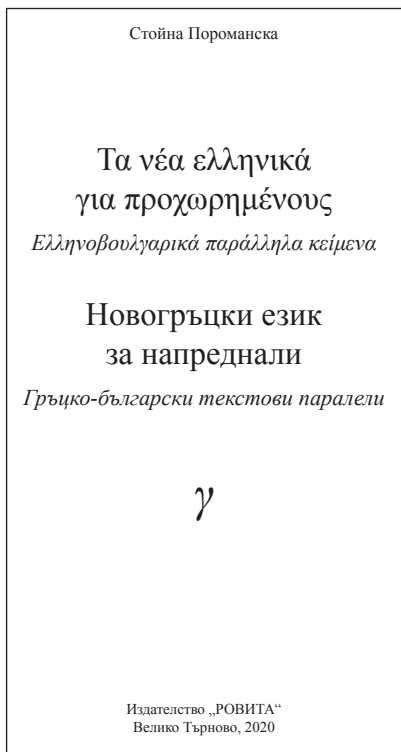 Стойна Пороманска
Τα νέα ελληνικά
για προχωρημένους
Ελληνοβουλγαρικά παράλληλα κείμενα
Новогръцки език
за напреднали
Гръцко-български текстови паралели
γ
Издателство „РОВИТА“
Велико Търново, 2020